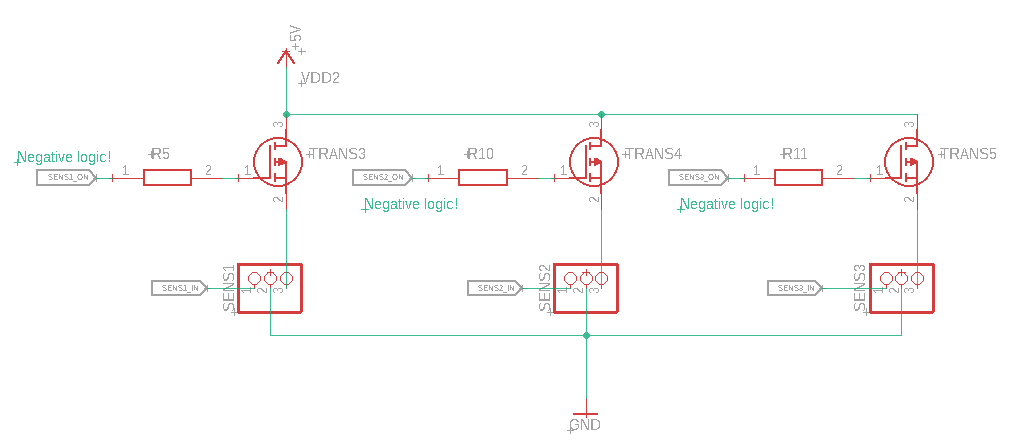 +5V
VDD2
Negative logic!
R5
1
2
SENS1_ON
1
3
2
TRANS3
R10
1
2
SENS2_ON
Negative logic!
1
3
2
TRANS4
R11
1
2
SENS3_ON
Negative logic!
1
3
2
TRANS5
SENS1_IN
SENS1
1
2
3
SENS2_IN
SENS2
1
2
3
SENS3_IN
SENS3
1
2
3
GND